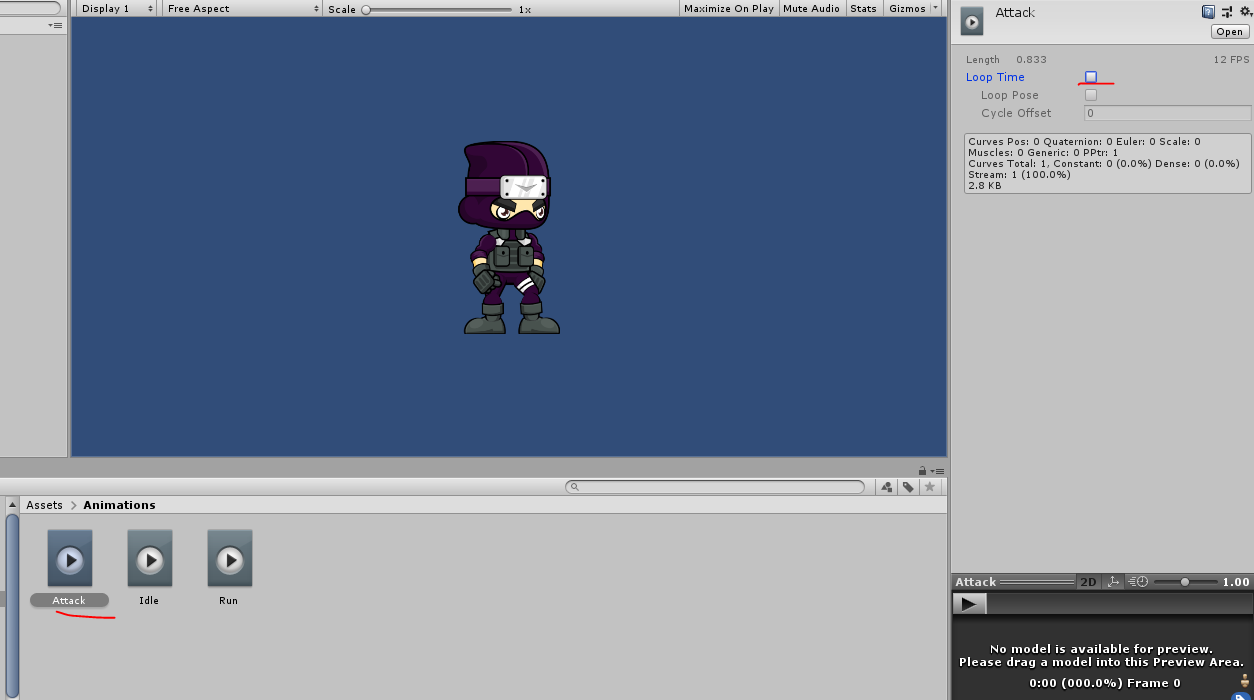 Display 1 Free Aspect Scale 1x Maximize On Play Mute Audio Stats Gizmos
Attack
Open
Length 0.833 12 FPS
Loop Time
Loop Pose
Cycle Offset 0
Curves Pos: 0 Quaternion: 0 Euler: 0 Scale: 0
Muscles: 0 Generic: 0 PPtr: 1
Curves Total: 1, Constant: 0 (0.0%) Dense: 0 (0.0%)
Stream: 1 (100.0%)
2.8 KB
Assets > Animations
Attack Idle Run
Attack 2D 1.00
No model is available for preview.
Please drag a model into this Preview Area.
0:00 (000.0%) Frame 0